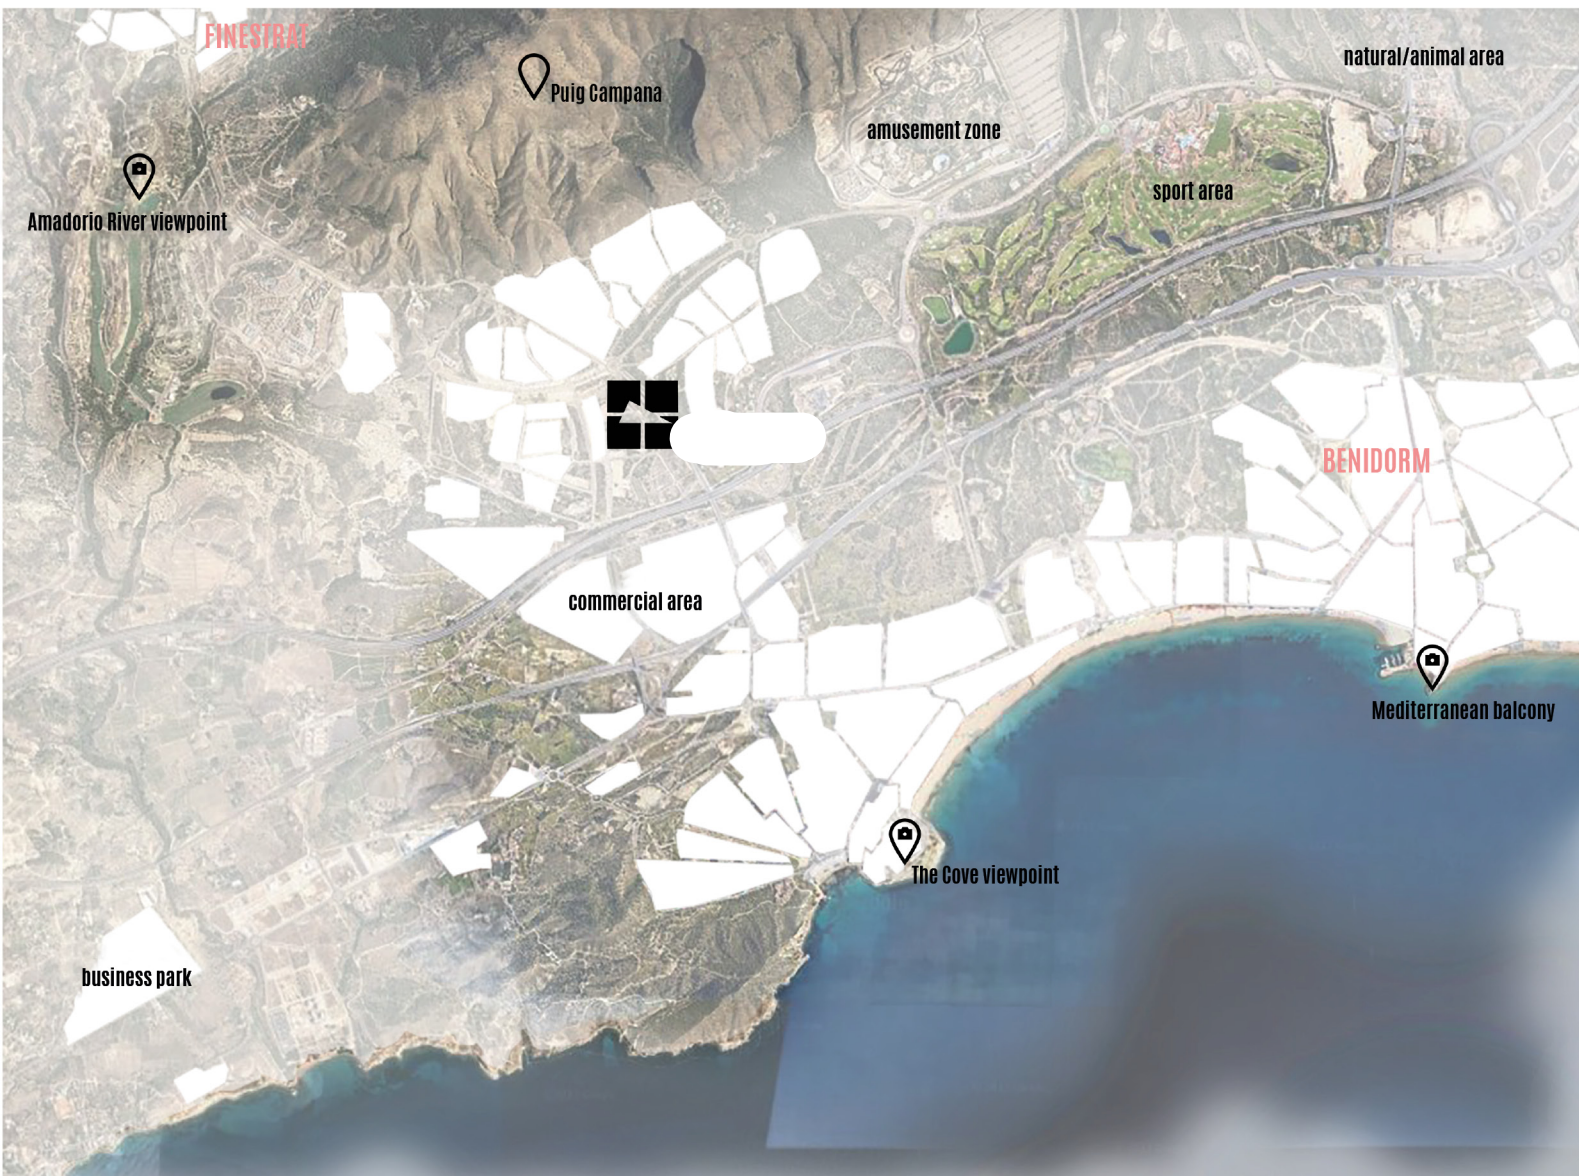 FINESTRAT
natural/animal area
Puig Campana
amusement zone
sport area
Amadorio River viewpoint
BENIDORM
commercial area
Mediterranean balcony
The Cove viewpoint
business park